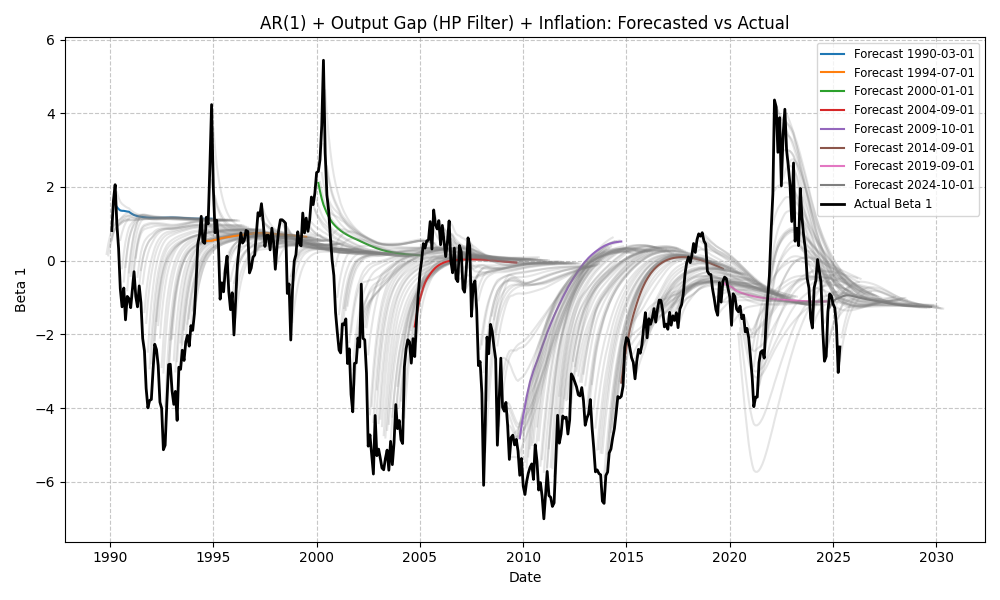 AR(1) + Output Gap (HP Filter) + Inflation: Forecasted vs Actual
6
4
2
0
−2
−4
−6
Beta 1
Forecast 1990-03-01
Forecast 1994-07-01
Forecast 2000-01-01
Forecast 2004-09-01
Forecast 2009-10-01
Forecast 2014-09-01
Forecast 2019-09-01
Forecast 2024-10-01
Actual Beta 1
1990 1995 2000 2005 2010 2015 2020 2025 2030
Date